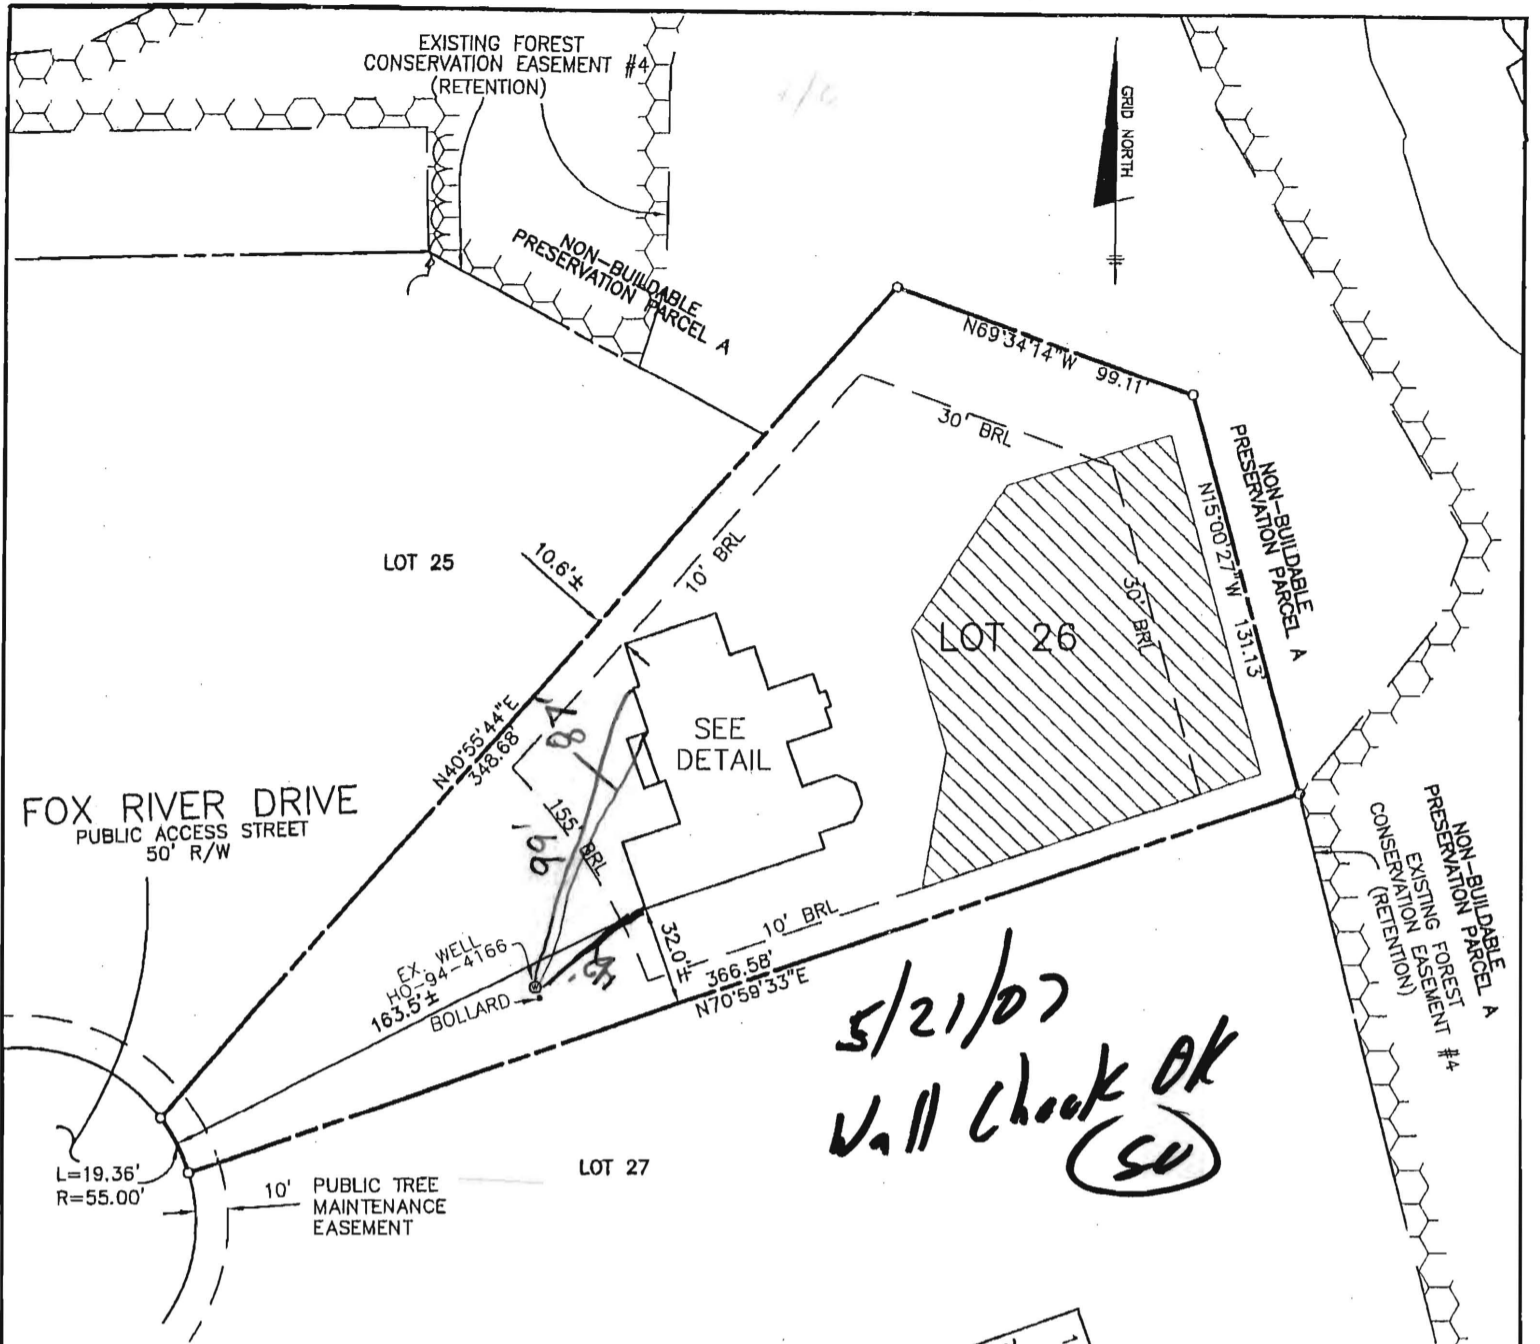 EXISTING FOREST
CONSERVATION EASEMENT #4
(RETENTION)
GRID NORTH
NON-BUILDABLE
PRESERVATION PARCEL A
N69°34'14"W 99.11'
30' BRL
NON-BUILDABLE
PRESERVATION PARCEL A
N15°00'27"W 131.13'
30' BRL
LOT 25
10.6'±
10' BRL
LOT 26
SEE
DETAIL
N40°55'44"E
348.68'
155' BRL
99'
FOX RIVER DRIVE
PUBLIC ACCESS STREET
50' R/W
EX. WELL
HO-94-4166
163.5'±
BOLLARD
32.0'±
10' BRL
366.58'
N70°59'33"E
NON-BUILDABLE
PRESERVATION PARCEL A
EXISTING FOREST
CONSERVATION EASEMENT #4
(RETENTION)
5/21/07
Wall Check OK
L=19.36'
R=55.00'
10' PUBLIC TREE
MAINTENANCE
EASEMENT
LOT 27